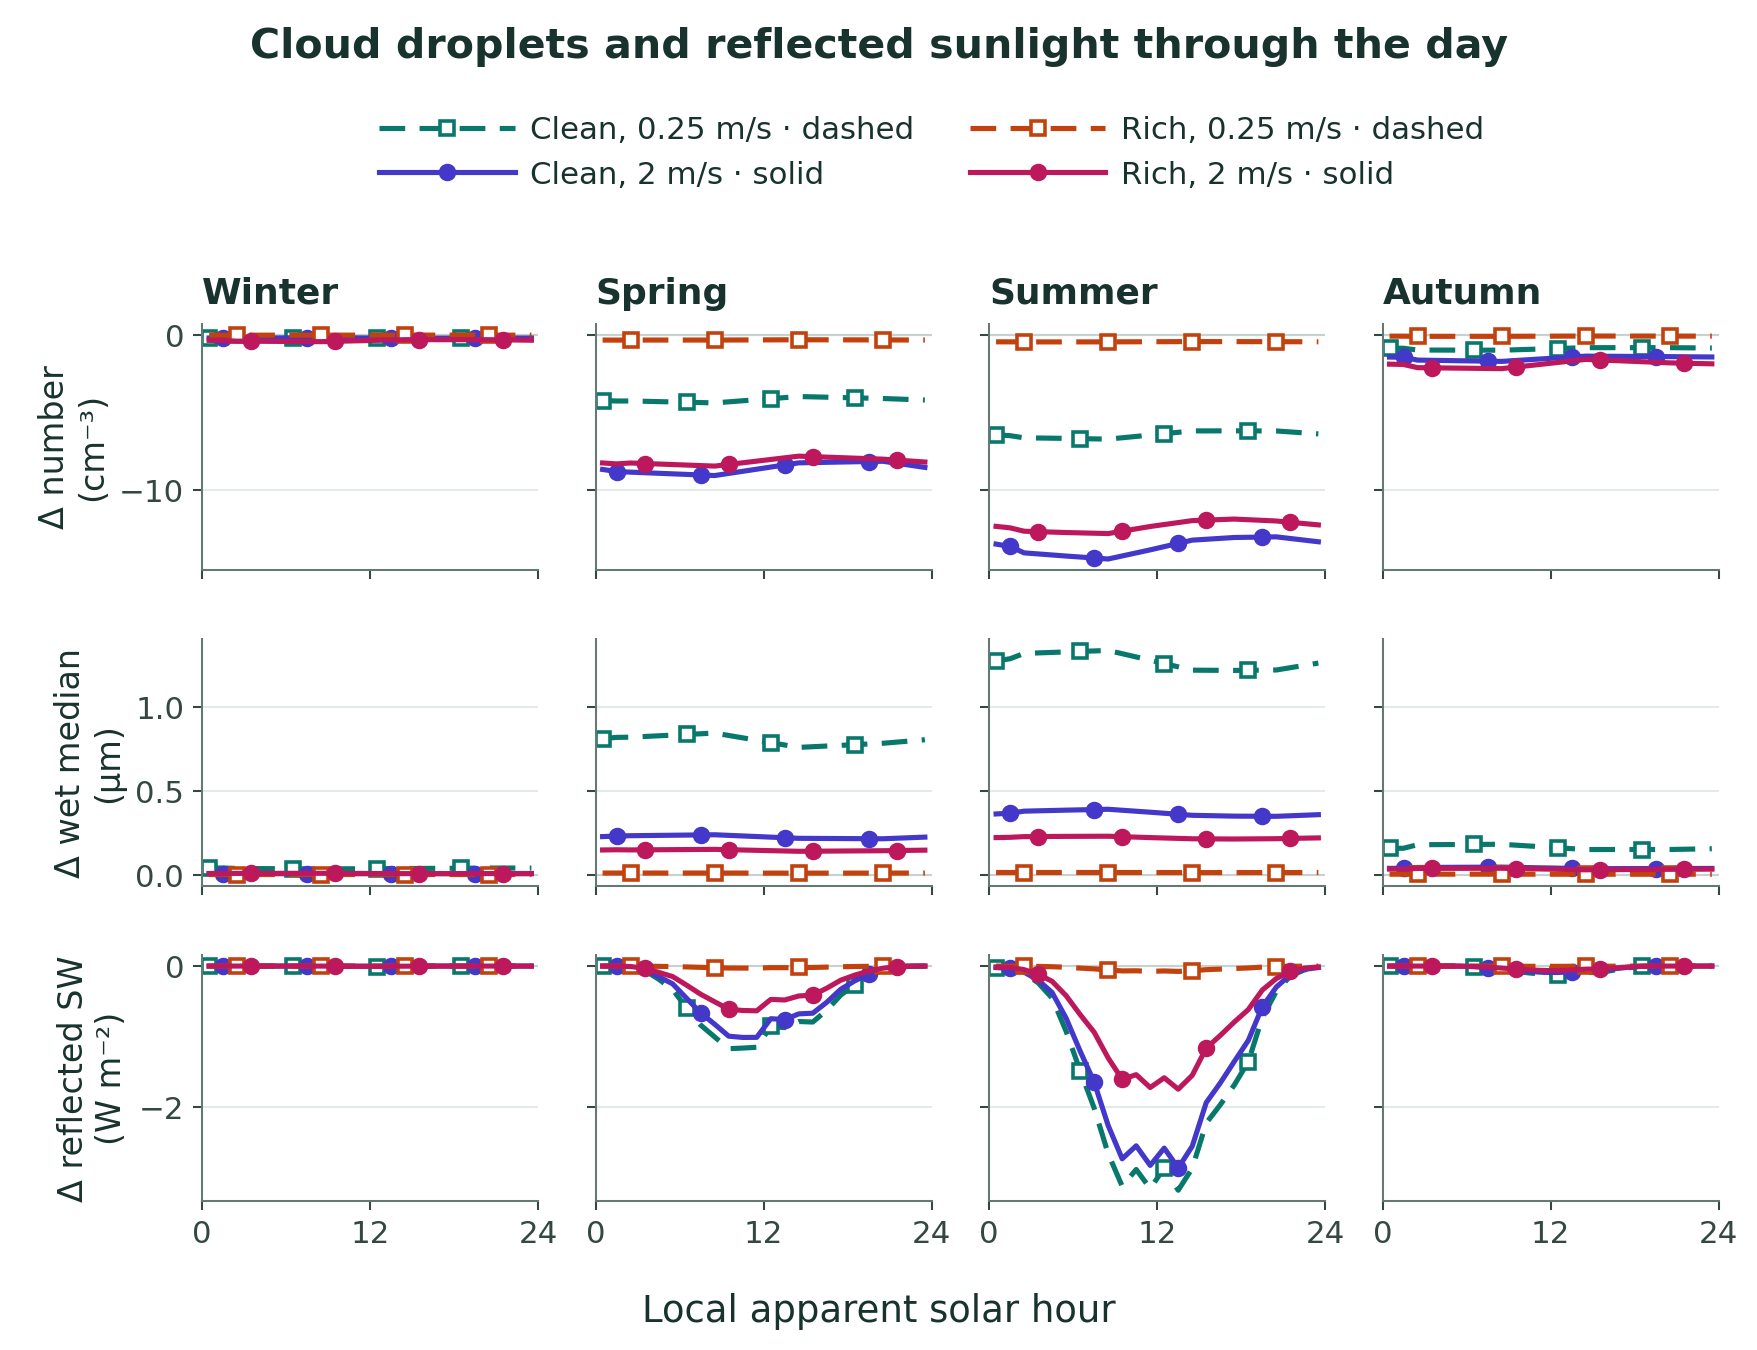 Cloud droplets and reflected sunlight through the day
Clean, 0.25 m/s · dashed
Rich, 0.25 m/s · dashed
Clean, 2 m/s · solid
Rich, 2 m/s · solid
Winter
Spring
Summer
Autumn
Δ number
(cm⁻³)
0
−10
Δ wet median
(μm)
1.0
0.5
0.0
Δ reflected SW
(W m⁻²)
0
−2
0 12 24
0 12 24
0 12 24
0 12 24
Local apparent solar hour